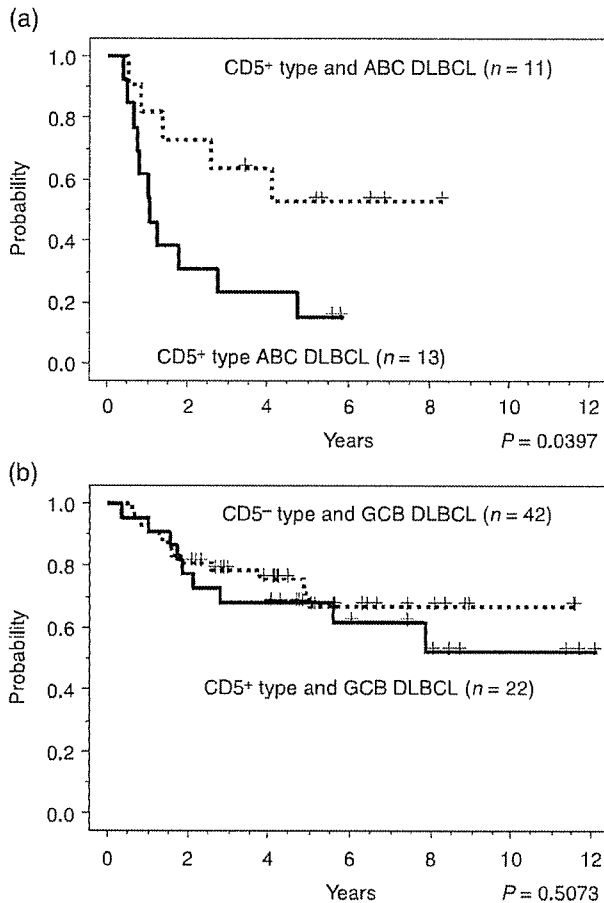 (a)
1.0
0.8
0.6
0.4
0.2
0.0
Probability
CD5+ type and ABC DLBCL (n = 11)
CD5+ type ABC DLBCL (n = 13)
0 2 4 6 8 10 12
Years
P = 0.0397
(b)
1.0
0.8
0.6
0.4
0.2
0.0
Probability
CD5− type and GCB DLBCL (n = 42)
CD5+ type and GCB DLBCL (n = 22)
0 2 4 6 8 10 12
Years
P = 0.5073